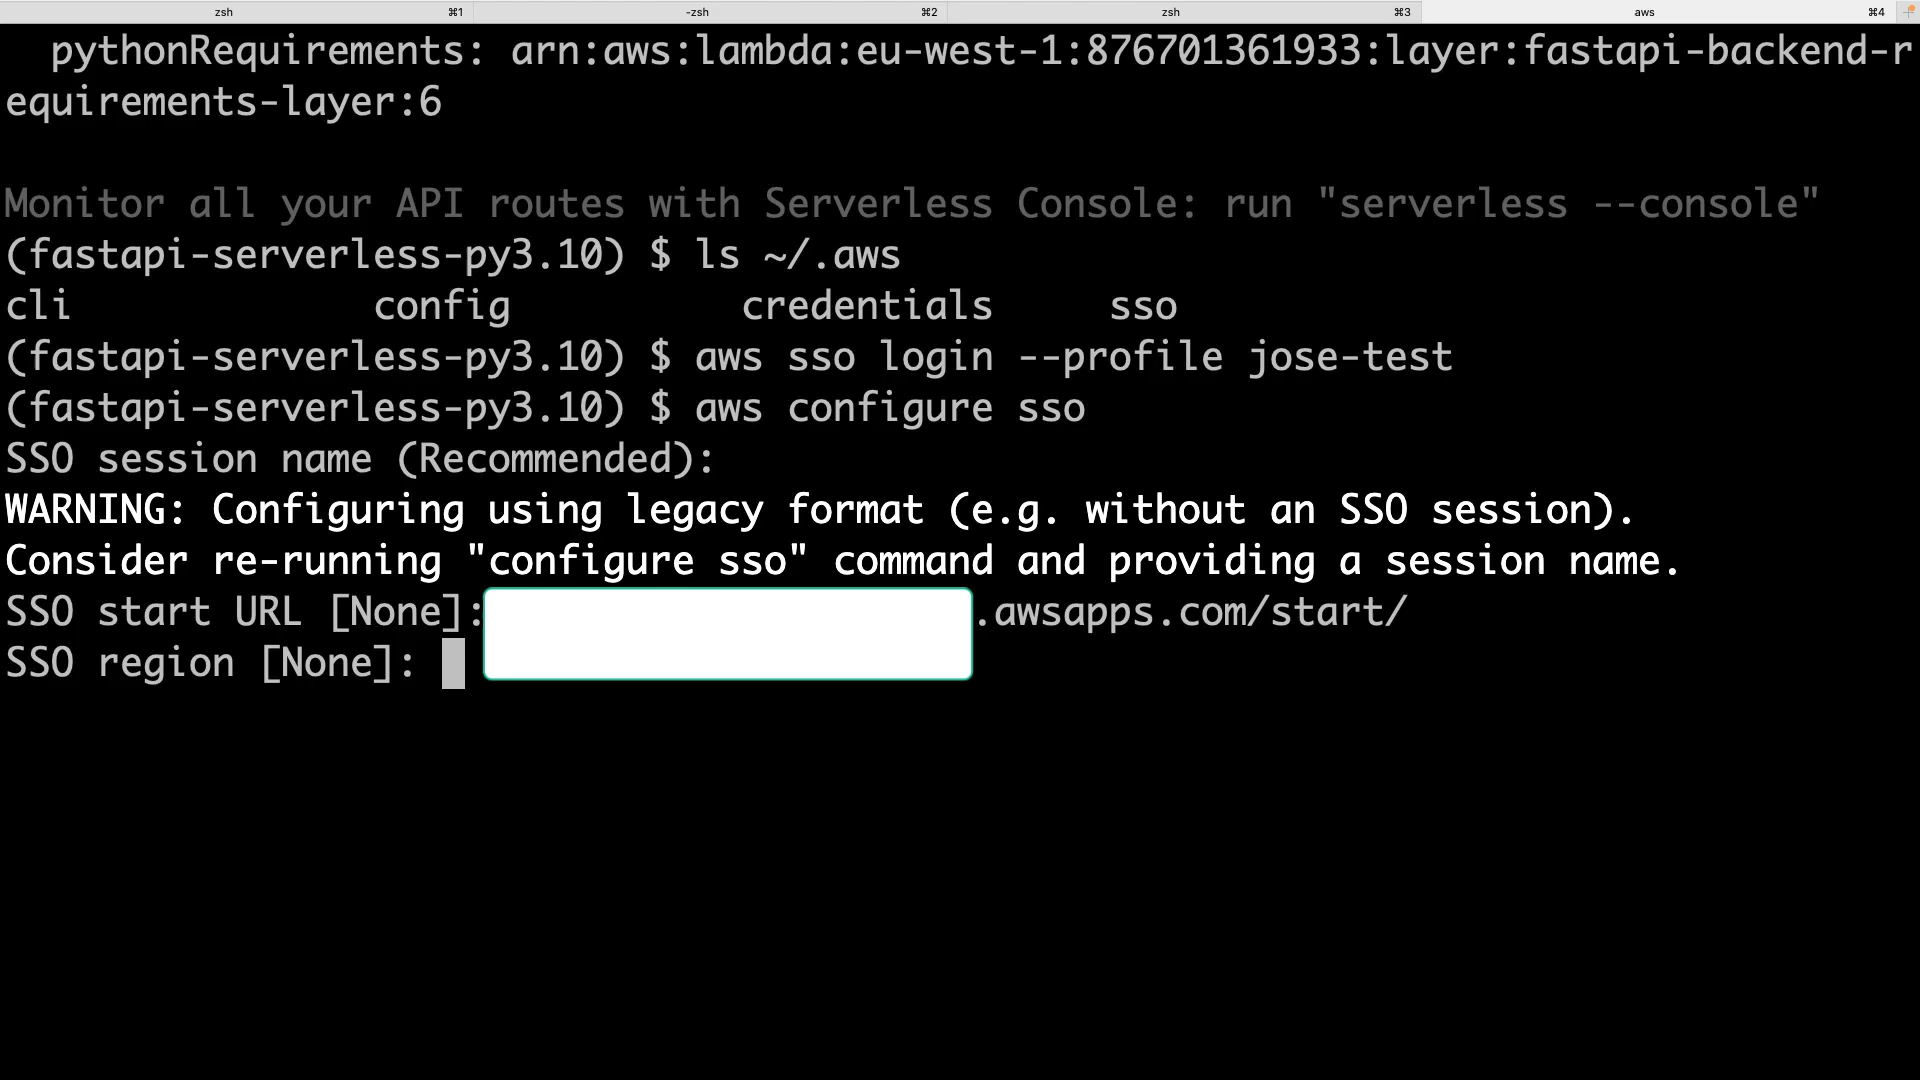 zsh ⌘1 -zsh ⌘2 zsh ⌘3 aws ⌘4
pythonRequirements: arn:aws:lambda:eu-west-1:876701361933:layer:fastapi-backend-r
equirements-layer:6
Monitor all your API routes with Serverless Console: run "serverless --console"
(fastapi-serverless-py3.10) $ ls ~/.aws
cli config credentials sso
(fastapi-serverless-py3.10) $ aws sso login --profile jose-test
(fastapi-serverless-py3.10) $ aws configure sso
SSO session name (Recommended):
WARNING: Configuring using legacy format (e.g. without an SSO session).
Consider re-running "configure sso" command and providing a session name.
SSO start URL [None]: .awsapps.com/start/
SSO region [None]: